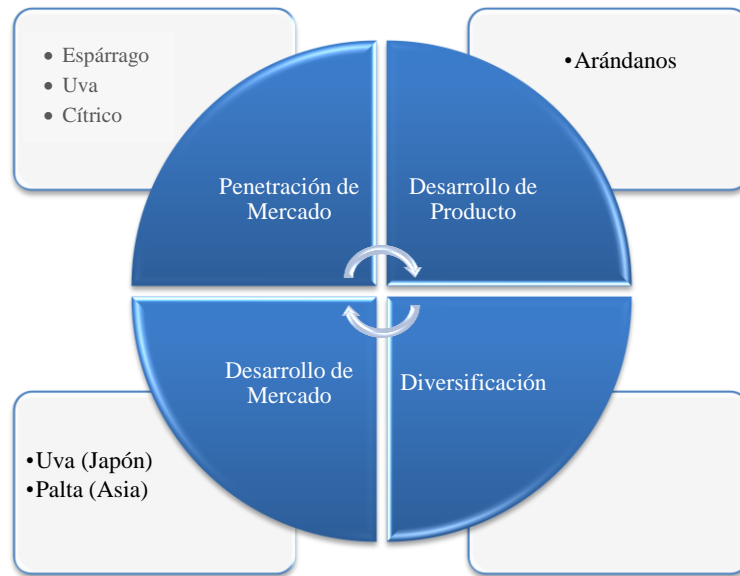 • Espárrago
• Uva
• Cítrico
•Arándanos
Penetración de
Mercado
Desarrollo de
Producto
Desarrollo de
Mercado
Diversificación
•Uva (Japón)
•Palta (Asia)